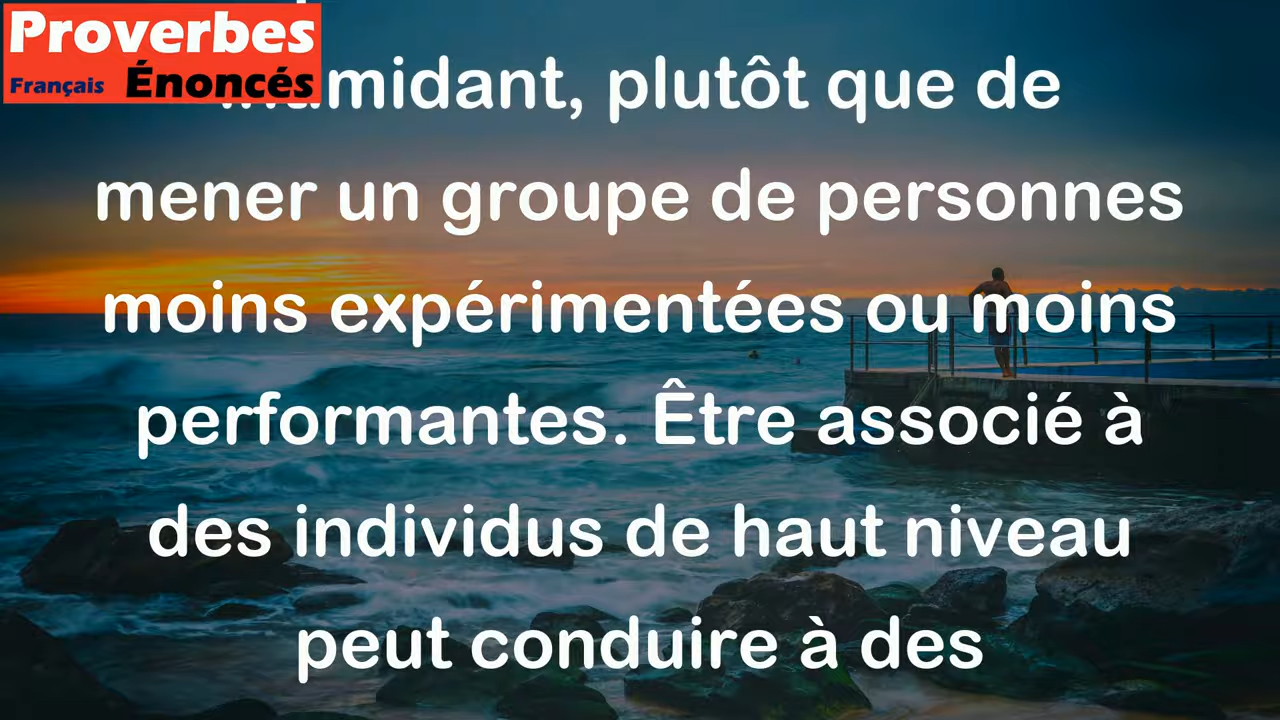 Proverbes
Français Énoncés
plutôt que de
mener un groupe de personnes
moins expérimentées ou moins
performantes. Être associé à
des individus de haut niveau
peut conduire à des